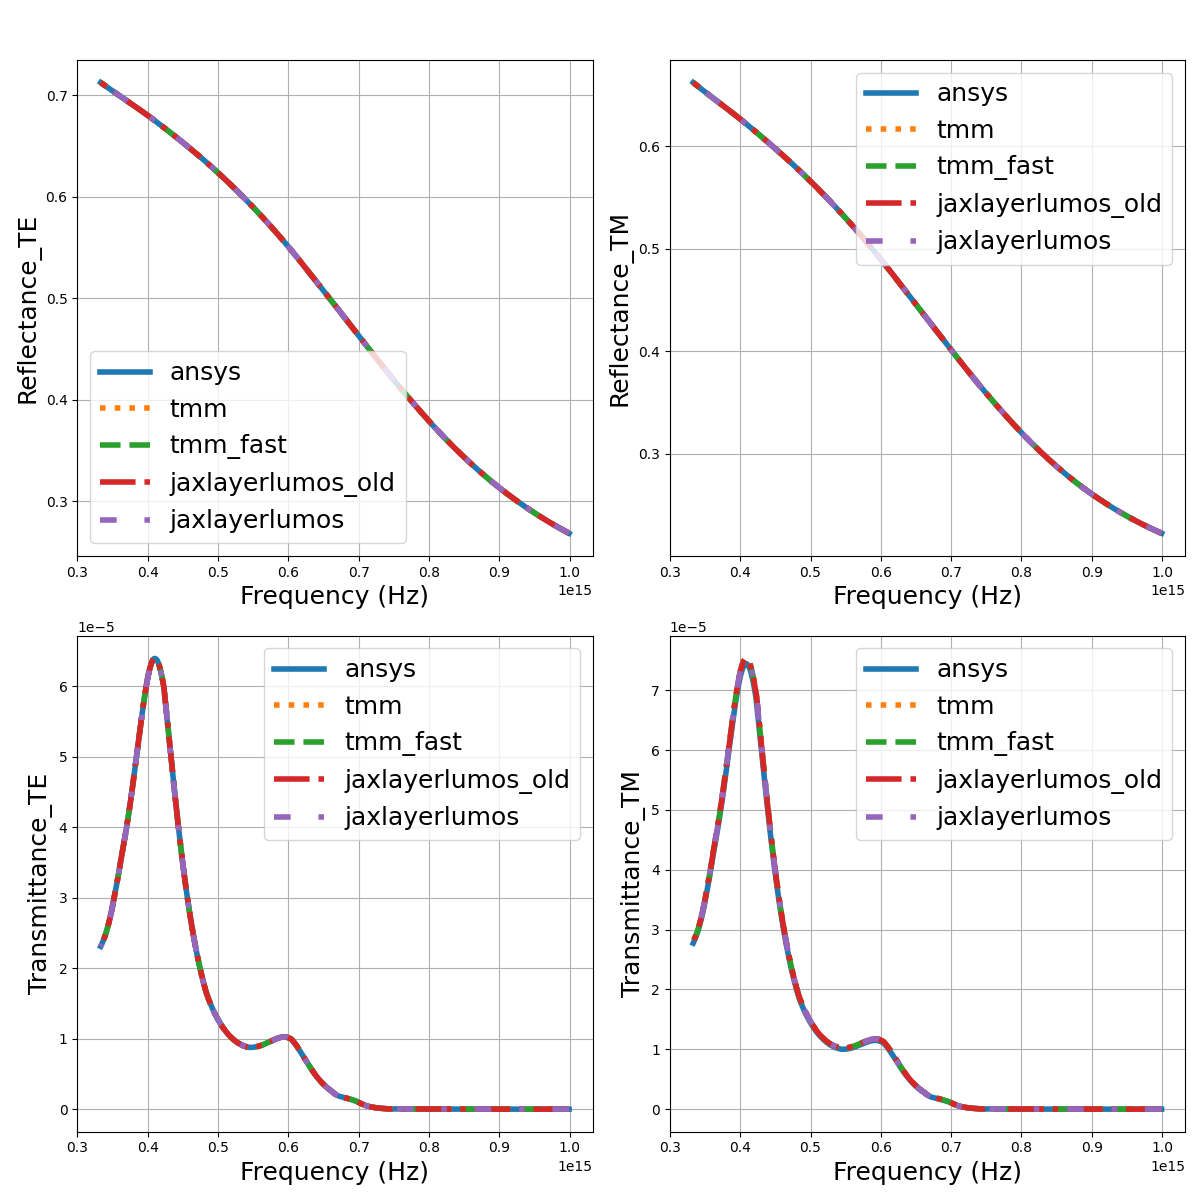 Reflectance_TE
0.7
0.6
0.5
0.4
0.3
ansys
tmm
tmm_fast
jaxlayerlumos_old
jaxlayerlumos
0.3 0.4 0.5 0.6 0.7 0.8 0.9 1.0
1e15
Frequency (Hz)
Reflectance_TM
0.6
0.5
0.4
0.3
ansys
tmm
tmm_fast
jaxlayerlumos_old
jaxlayerlumos
0.3 0.4 0.5 0.6 0.7 0.8 0.9 1.0
1e15
Frequency (Hz)
1e−5
Transmittance_TE
6
5
4
3
2
1
0
ansys
tmm
tmm_fast
jaxlayerlumos_old
jaxlayerlumos
0.3 0.4 0.5 0.6 0.7 0.8 0.9 1.0
1e15
Frequency (Hz)
1e−5
Transmittance_TM
7
6
5
4
3
2
1
0
ansys
tmm
tmm_fast
jaxlayerlumos_old
jaxlayerlumos
0.3 0.4 0.5 0.6 0.7 0.8 0.9 1.0
1e15
Frequency (Hz)